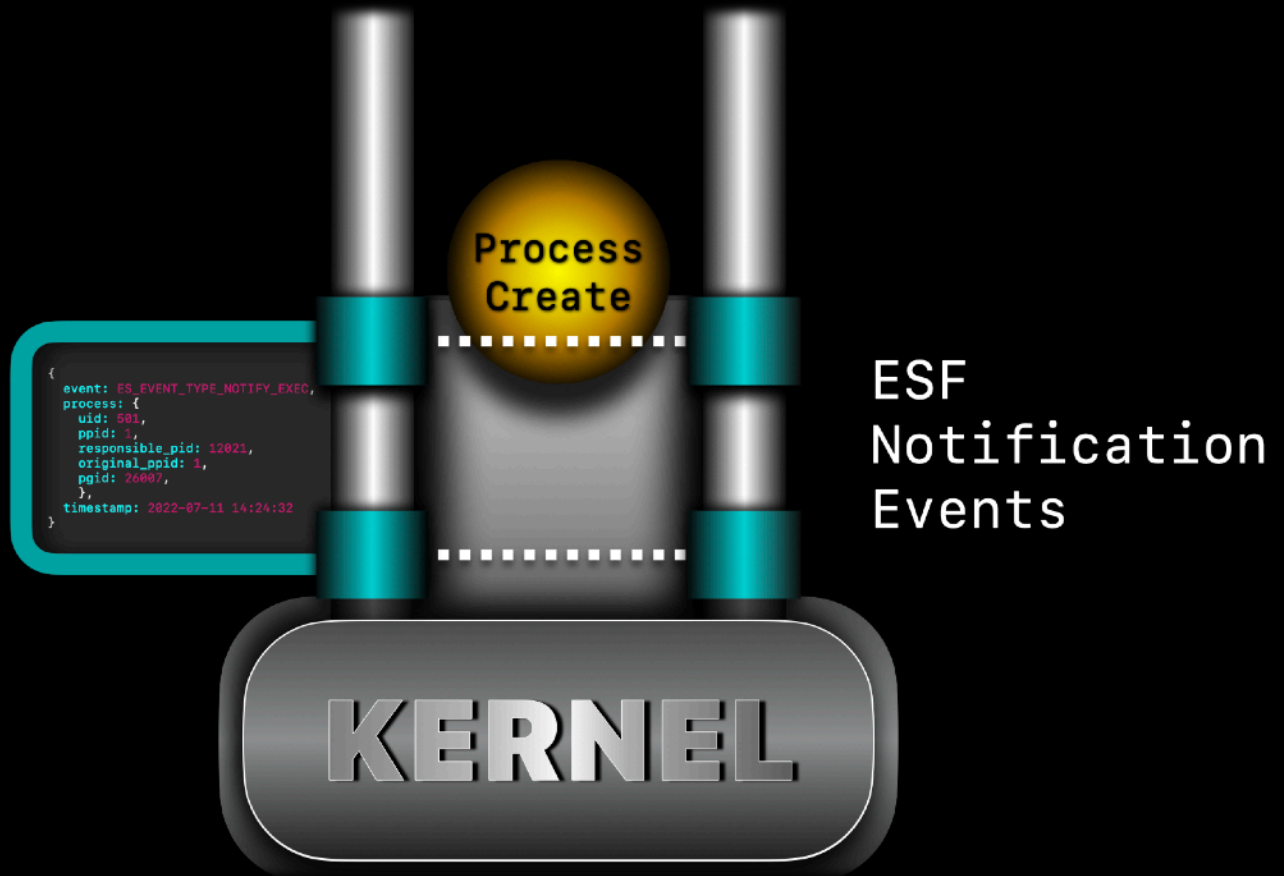 Process
Create
{
event: ES_EVENT_TYPE_NOTIFY_EXEC,
process: {
uid: 501,
ppid: 1,
responsible_pid: 12021,
original_ppid: 1,
pgid: 26007,
},
timestamp: 2022-07-11 14:24:32
}
ESF
Notification
Events
KERNEL